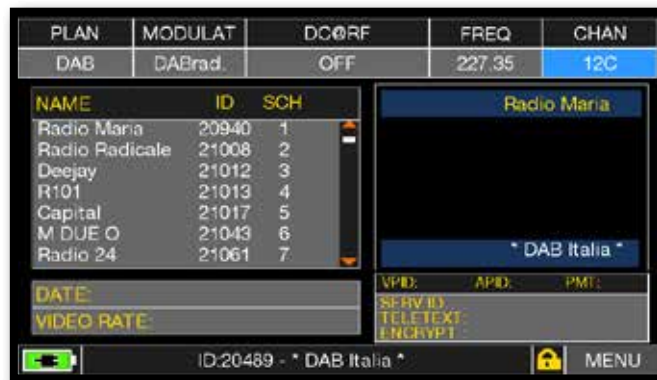 PLAN MODULAT DC@RF FREQ CHAN
DAB DABrad. OFF 227.35 12C
NAME ID SCH
Radio Maria 20940 1
Radio Radicale 21008 2
Deejay 21012 3
R101 21013 4
Capital 21017 5
M DUE O 21043 6
Radio 24 21061 7
Radio Maria
* DAB Italia *
DATE:
VIDEO RATE:
VPID: APID: PMT:
SERV ID:
TELETEXT:
ENCRYPT:
ID:20489 - * DAB Italia * MENU